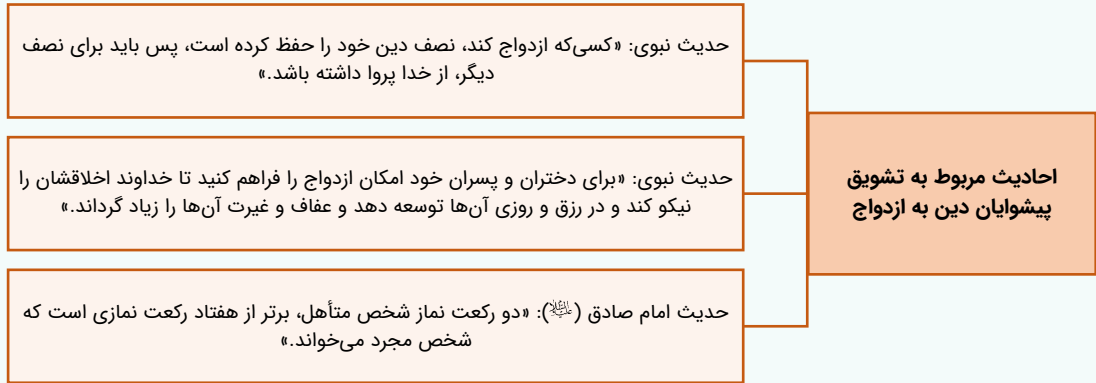 احادیث مربوط به تشویق
پیشوایان دین به ازدواج
حدیث نبوی: «کسی‌که ازدواج کند، نصف دین خود را حفظ کرده است، پس باید برای نصف
دیگر، از خدا پروا داشته باشد.»
حدیث نبوی: «برای دختران و پسران خود امکان ازدواج را فراهم کنید تا خداوند اخلاقشان را
نیکو کند و در رزق و روزی آن‌ها توسعه دهد و عفاف و غیرت آن‌ها را زیاد گرداند.»
حدیث امام صادق (علیه‌السلام): «دو رکعت نماز شخص متأهل، برتر از هفتاد رکعت نمازی است که
شخص مجرد می‌خواند.»